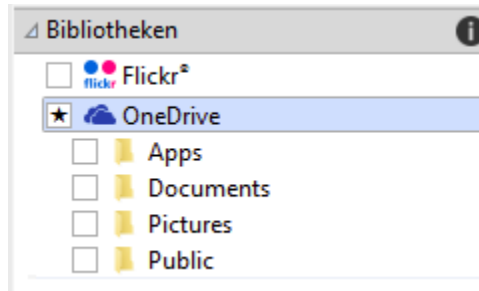 Bibliotheken
flickr Flickr®
OneDrive
Apps
Documents
Pictures
Public